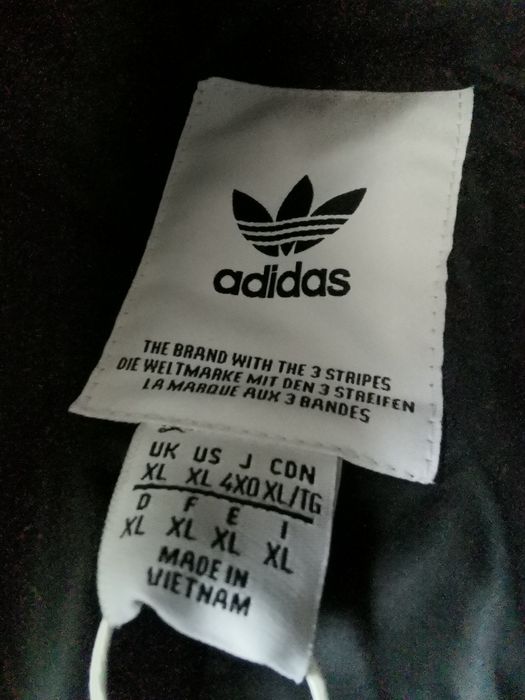 adidas
THE BRAND WITH THE 3 STRIPES
DIE WELTMARKE MIT DEN 3 STREIFEN
LA MARQUE AUX 3 BANDES
UK US J CDN
XL XL 4XO XL/TG
D F E I
XL XL XL XL
MADE IN
VIETNAM